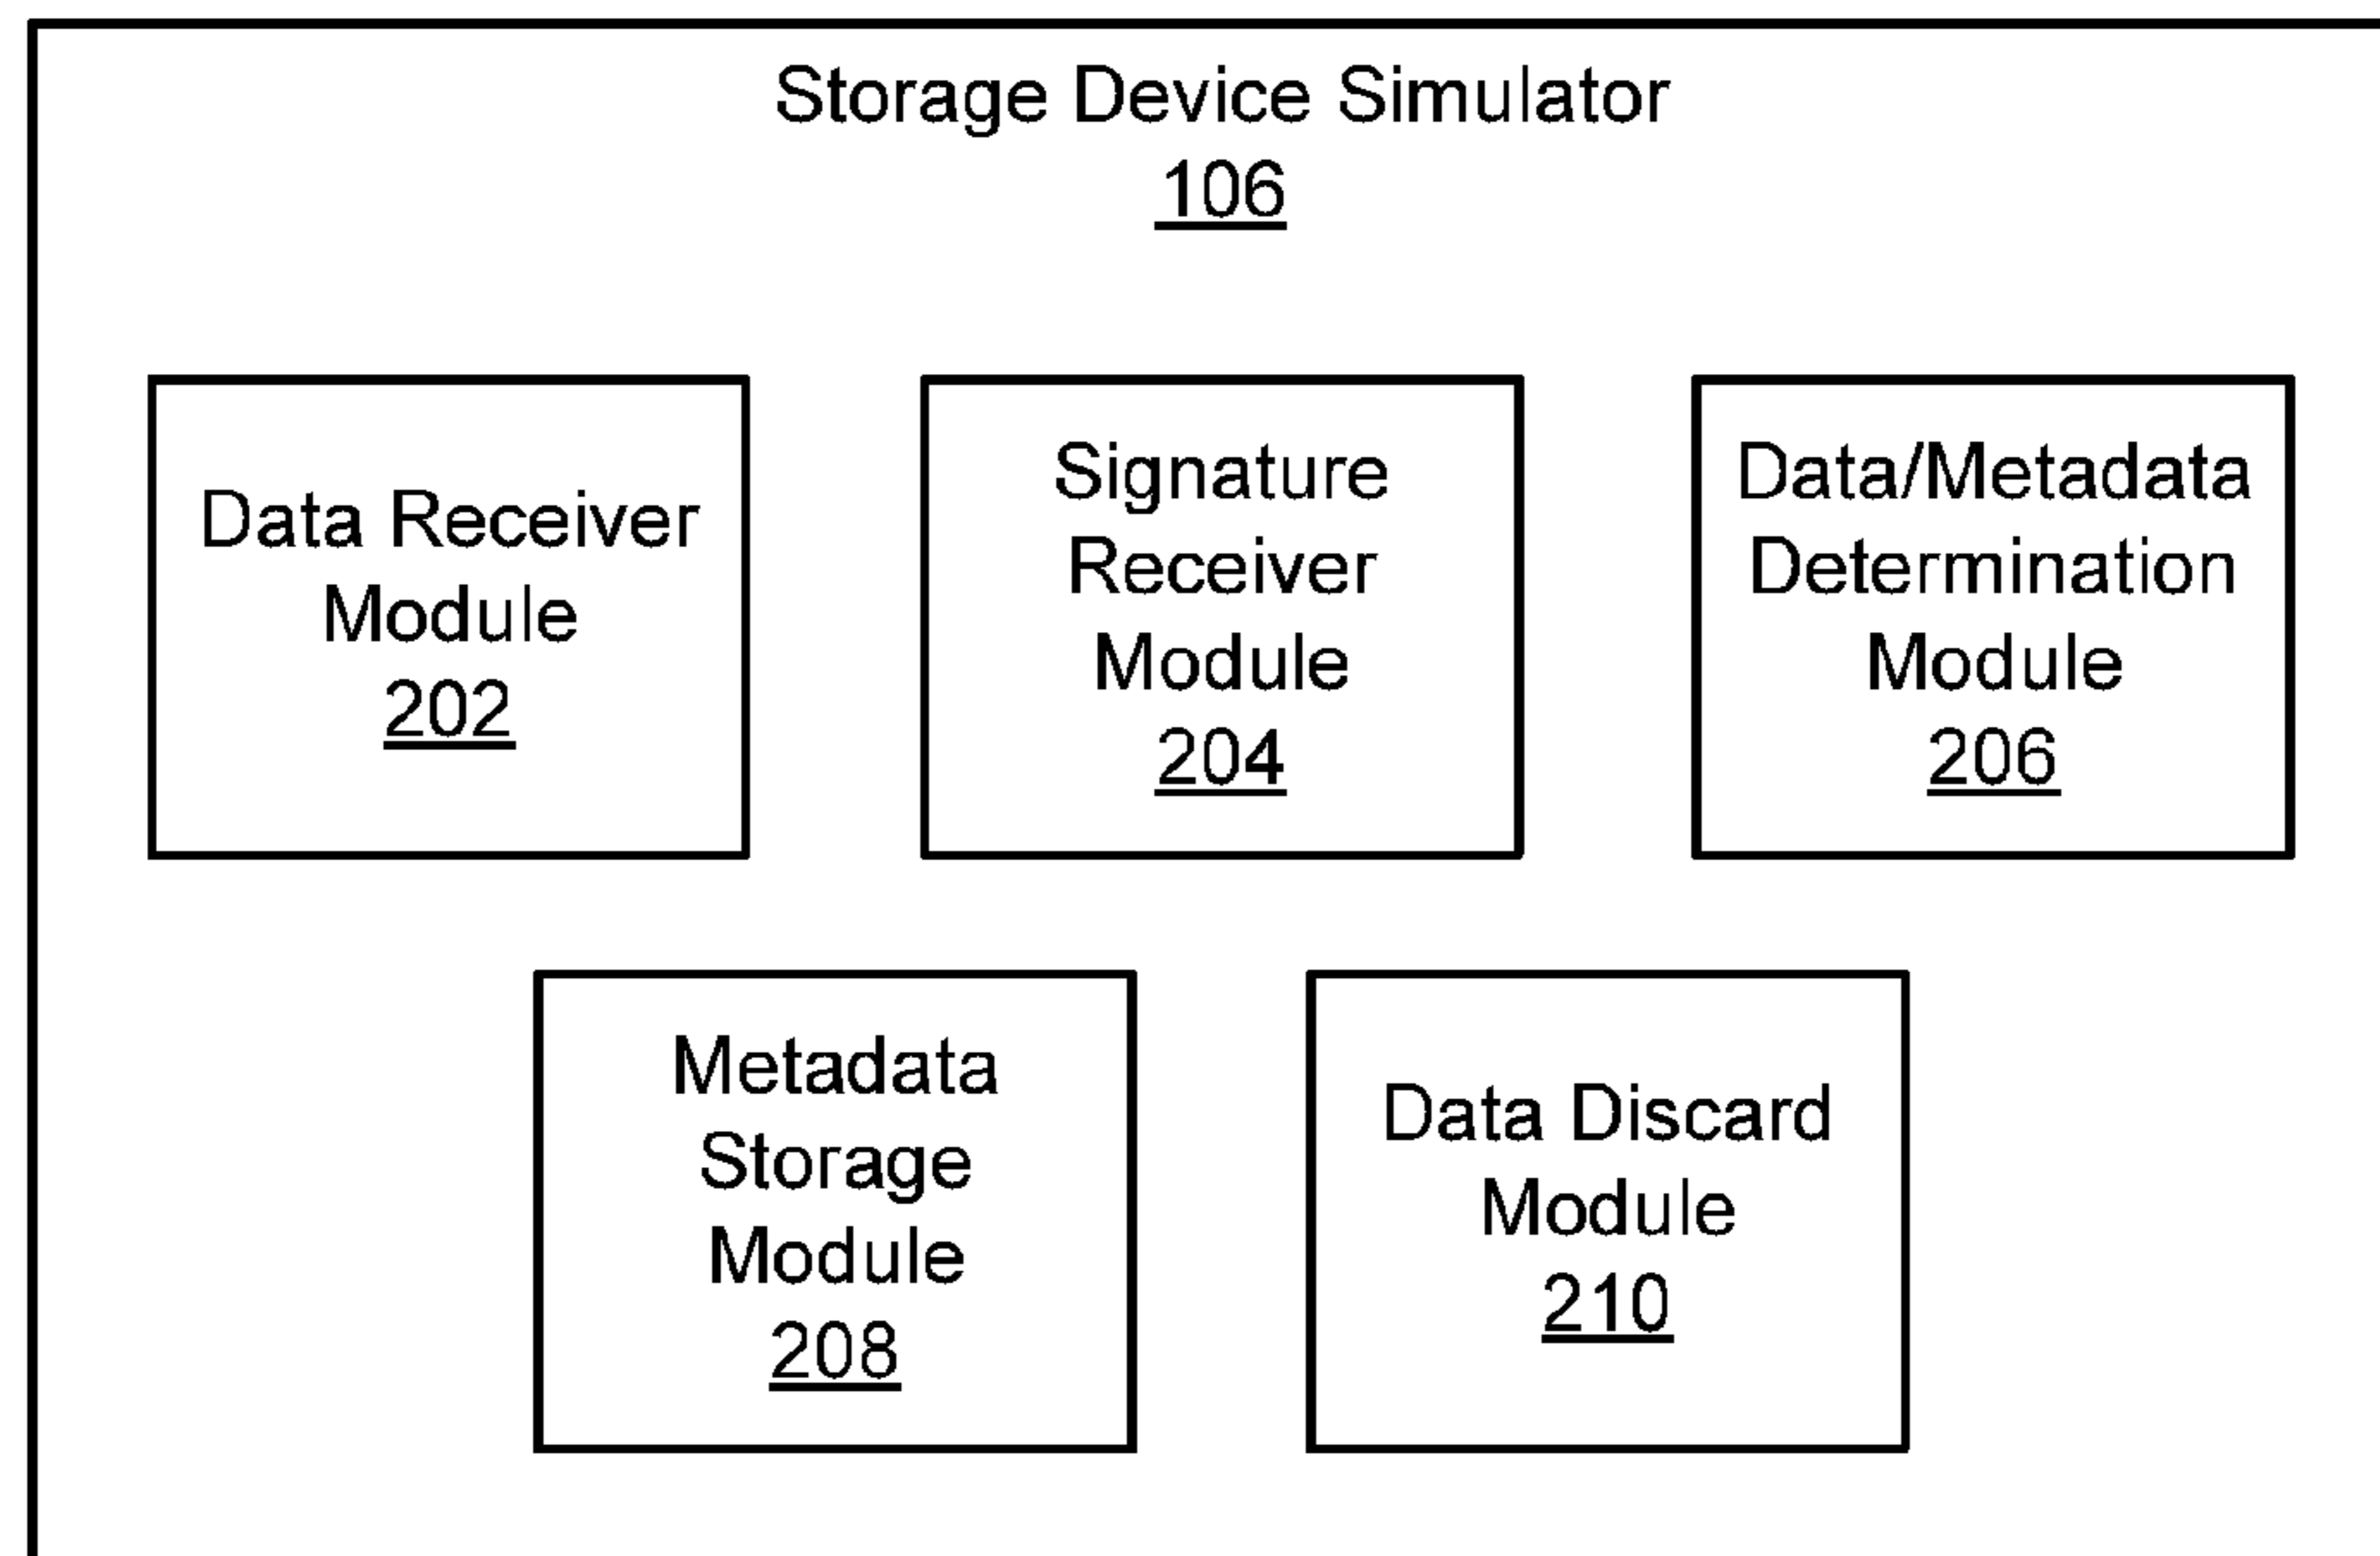 Storage Device Simulator
106
Data Receiver
Module
202
Signature
Receiver
Module
204
Data/Metadata
Determination
Module
206
Metadata
Storage
Module
208
Data Discard
Module
210